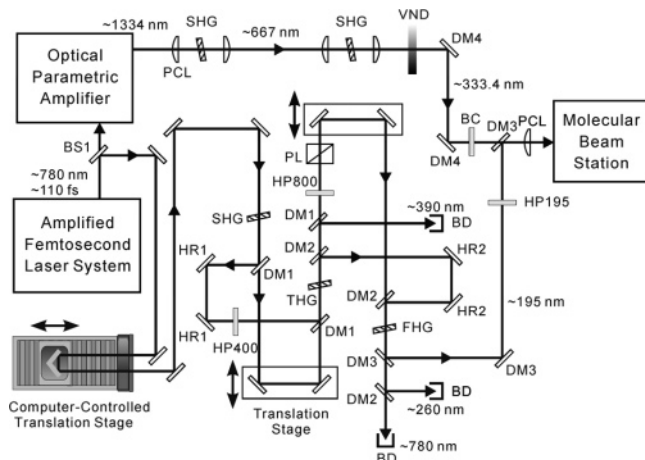 ~1334 nm
SHG
~667 nm
SHG
VND
DM4
PCL
Optical
Parametric
Amplifier
~333.4 nm
BC
DM3
PCL
DM4
Molecular
Beam
Station
BS1
~780 nm
~110 fs
PL
HP800
HP195
Amplified
Femtosecond
Laser System
SHG
DM1
~390 nm
BD
HR1
DM1
DM2
HR2
THG
DM2
HR2
~195 nm
HR1
HP400
DM1
FHG
DM3
DM3
Computer-Controlled
Translation Stage
Translation
Stage
DM2
BD
~260 nm
~780 nm
BD